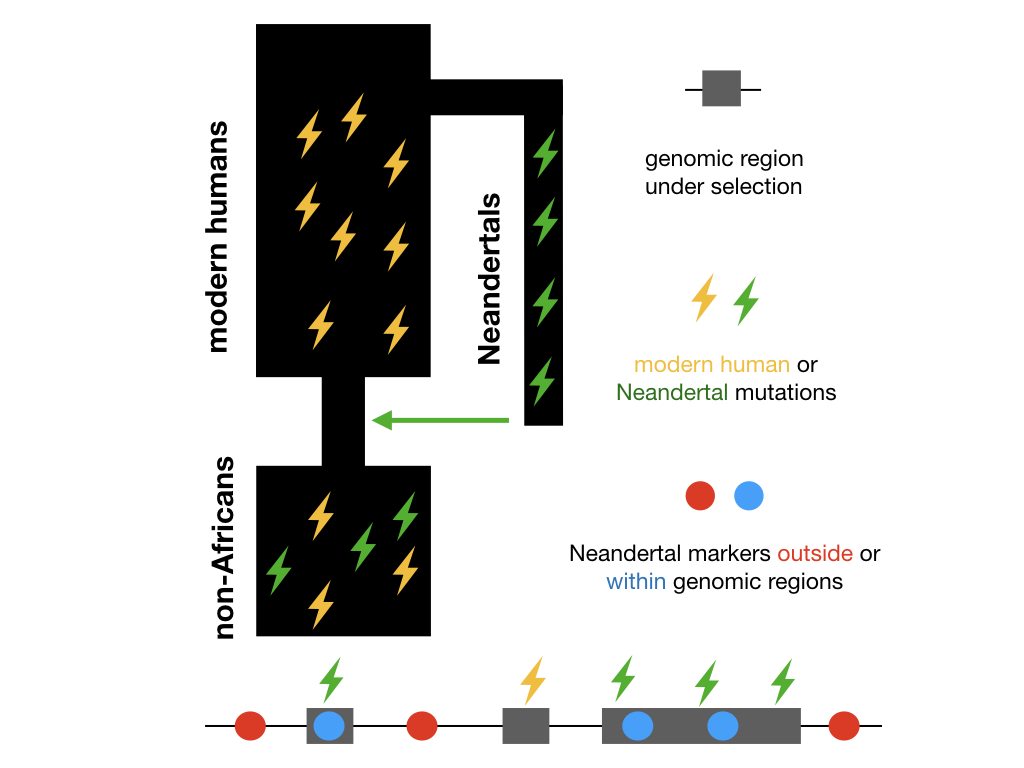 modern humans
Neandertals
non-Africans
genomic region
under selection
modern human or
Neandertal mutations
Neandertal markers outside or
within genomic regions